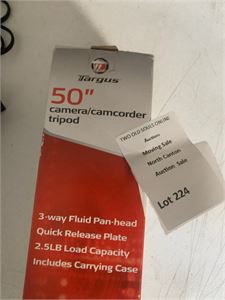 Targus
50"
camera/camcorder
tripod
3-way Fluid Pan-head
Quick Release Plate
2.5LB Load Capacity
Includes Carrying Case
TWO OLD SOULS ONLINE
Auction
Moving Sale
North Canton
Auction Sale
Lot 224